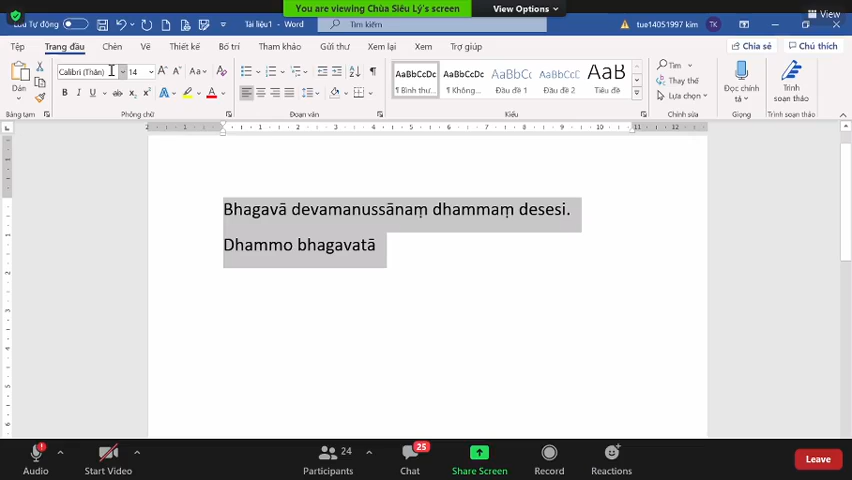 You are viewing Chùa Siêu Lý's screen
View Options
View
Lưu Tự động
Tài liệu1 - Word
Tìm kiếm
tuo14051997 kim
TK
Tệp
Trang đầu
Chèn
Vẽ
Thiết kế
Bố trí
Tham khảo
Gửi thư
Xem lại
Xem
Trợ giúp
Chia sẻ
Chú thích
Dán
Calibri (Thân)
14
AaBbCcDc
¶ Bình thư...
AaBbCcDc
¶ Không...
AaBbCc
Đầu đề 1
AaBbCcC
Đầu đề 2
AaB
Tiêu đề
Tìm
Thay thế
Lựa chọn
Đọc chính tả
Trình soạn thảo
Bảng tạm
Phông chữ
Đoạn văn
Kiểu
Chỉnh sửa
Giọng
Trình soạn thảo
Bhagavā devamanussānaṃ dhammaṃ desesi.
Dhammo bhagavatā
Audio
Start Video
24
Participants
25
Chat
Share Screen
Record
Reactions
Leave